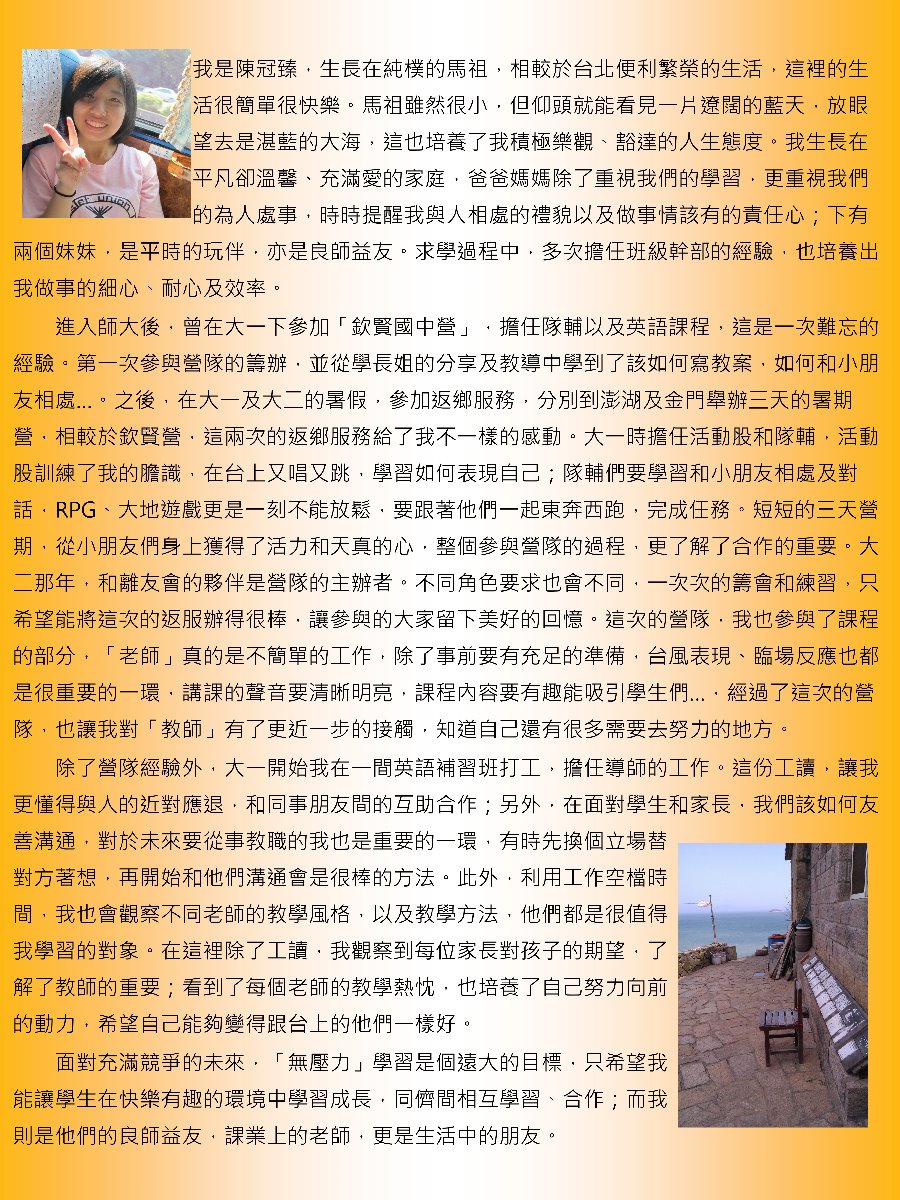 我是陳冠臻，生長在純樸的馬祖，相較於台北便利繁榮的生活，這裡的生
活很簡單很快樂。馬祖雖然很小，但仰頭就能看見一片遼闊的藍天，放眼
望去是湛藍的大海，這也培養了我積極樂觀、豁達的人生態度。我生長在
平凡卻溫馨、充滿愛的家庭，爸爸媽媽除了重視我們的學習，更重視我們
的為人處事，時時提醒我與人相處的禮貌以及做事情該有的責任心；下有
兩個妹妹，是平時的玩伴，亦是良師益友。求學過程中，多次擔任班級幹部的經驗，也培養出
我做事的細心、耐心及效率。
進入師大後，曾在大一下參加「欽賢國中營」，擔任隊輔以及英語課程，這是一次難忘的
經驗。第一次參與營隊的籌辦，並從學長姐的分享及教導中學到了該如何寫教案，如何和小朋
友相處…。之後，在大一及大二的暑假，參加返鄉服務，分別到澎湖及金門舉辦三天的暑期
營，相較於欽賢營，這兩次的返鄉服務給了我不一樣的感動。大一時擔任活動股和隊輔，活動
股訓練了我的膽識，在台上又唱又跳，學習如何表現自己；隊輔們要學習和小朋友相處及對
話，RPG、大地遊戲更是一刻不能放鬆，要跟著他們一起東奔西跑，完成任務。短短的三天營
期，從小朋友們身上獲得了活力和天真的心，整個參與營隊的過程，更了解了合作的重要。大
二那年，和離友會的夥伴是營隊的主辦者。不同角色要求也會不同，一次次的籌會和練習，只
希望能將這次的返服辦得很棒，讓參與的大家留下美好的回憶。這次的營隊，我也參與了課程
的部分，「老師」真的是不簡單的工作，除了事前要有充足的準備，台風表現、臨場反應也都
是很重要的一環，講課的聲音要清晰明亮，課程內容要有趣能吸引學生們…，經過了這次的營
隊，也讓我對「教師」有了更近一步的接觸，知道自己還有很多需要去努力的地方。
除了營隊經驗外，大一開始我在一間英語補習班打工，擔任導師的工作。這份工讀，讓我
更懂得與人的近對應退，和同事朋友間的互助合作；另外，在面對學生和家長，我們該如何友
善溝通，對於未來要從事教職的我也是重要的一環，有時先換個立場替
對方著想，再開始和他們溝通會是很棒的方法。此外，利用工作空檔時
間，我也會觀察不同老師的教學風格，以及教學方法，他們都是很值得
我學習的對象。在這裡除了工讀，我觀察到每位家長對孩子的期望，了
解了教師的重要；看到了每個老師的教學熱忱，也培養了自己努力向前
的動力，希望自己能夠變得跟台上的他們一樣好。
面對充滿競爭的未來，「無壓力」學習是個遠大的目標，只希望我
能讓學生在快樂有趣的環境中學習成長，同儕間相互學習、合作；而我
則是他們的良師益友，課業上的老師，更是生活中的朋友。